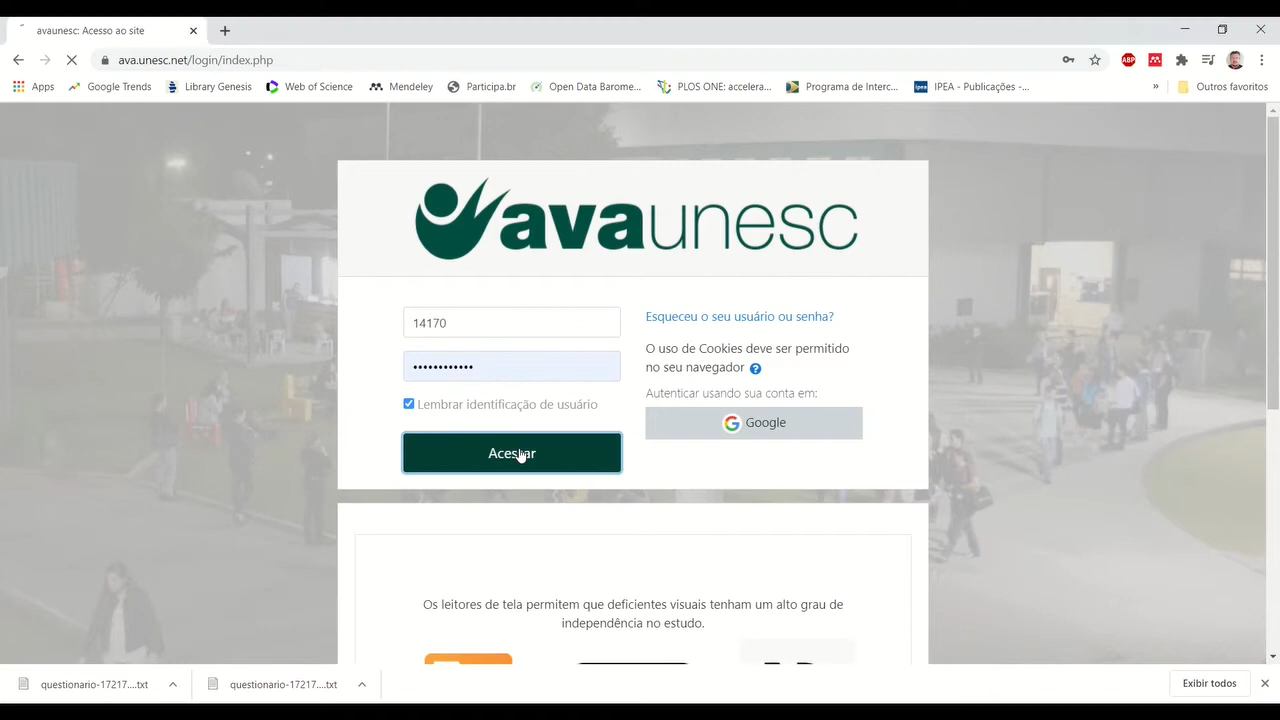 avaunesc: Acesso ao site
ava.unesc.net/login/index.php
ABP
Apps Google Trends Library Genesis Web of Science Mendeley Participa.br Open Data Barome... PLOS ONE: accelera... Programa de Interc... ipea IPEA - Publicações -... » Outros favoritos
avaunesc
14170
••••••••••••
Lembrar identificação de usuário
Acessar
Esqueceu o seu usuário ou senha?
O uso de Cookies deve ser permitido
no seu navegador ?
Autenticar usando sua conta em:
Google
Os leitores de tela permitem que deficientes visuais tenham um alto grau de
independência no estudo.
questionario-17217....txt questionario-17217....txt Exibir todos